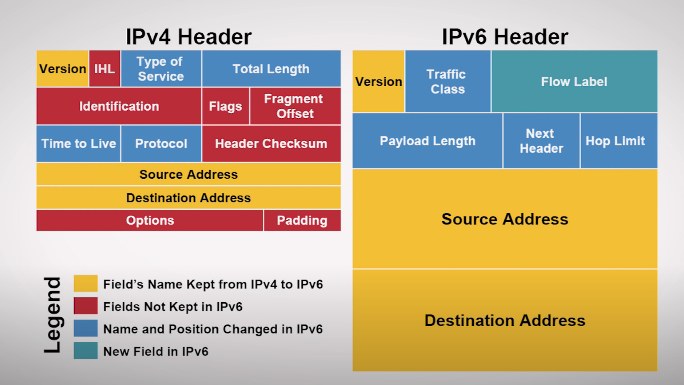 IPv4 Header
Version IHL Type of Service Total Length
Identification Flags Fragment Offset
Time to Live Protocol Header Checksum
Source Address
Destination Address
Options Padding
IPv6 Header
Version Traffic Class Flow Label
Payload Length Next Header Hop Limit
Source Address
Destination Address
Legend
Field's Name Kept from IPv4 to IPv6
Fields Not Kept in IPv6
Name and Position Changed in IPv6
New Field in IPv6